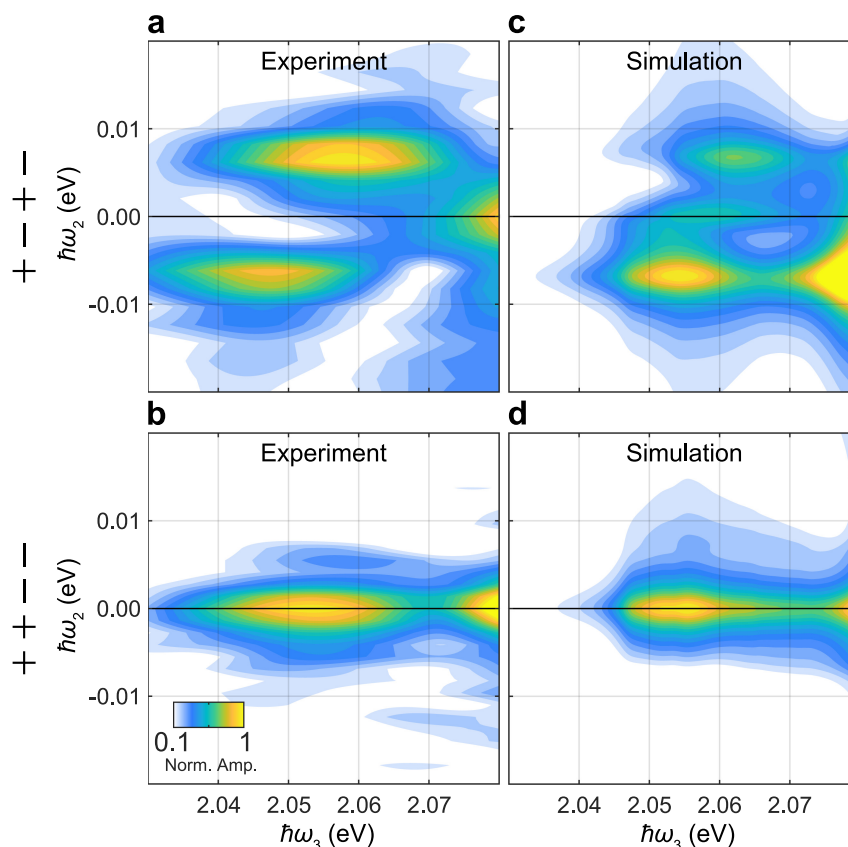 a
c
Experiment
Simulation
+ − + −
ħω2 (eV)
0.01
0.00
-0.01
b
d
Experiment
Simulation
+ + − −
ħω2 (eV)
0.01
0.00
-0.01
0.1 1
Norm. Amp.
2.04 2.05 2.06 2.07
2.04 2.05 2.06 2.07
ħω3 (eV)
ħω3 (eV)